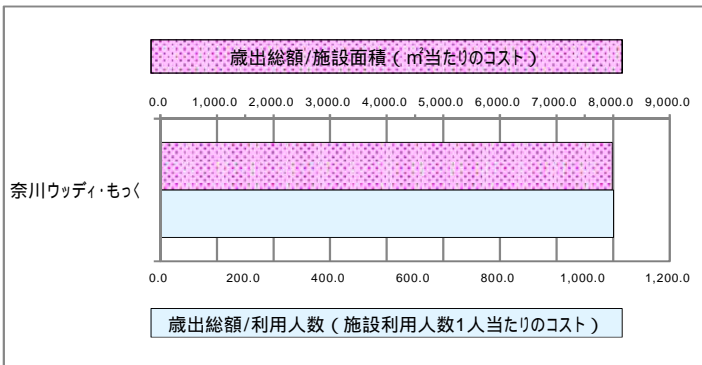 歳出総額/施設面積(㎡当たりのコスト)
0.0 1,000.0 2,000.0 3,000.0 4,000.0 5,000.0 6,000.0 7,000.0 8,000.0 9,000.0
奈川ウッディ・もっく
0.0 200.0 400.0 600.0 800.0 1,000.0 1,200.0
歳出総額/利用人数(施設利用人数1人当たりのコスト)